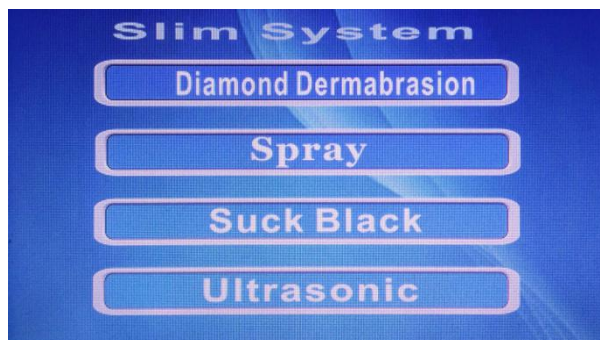 Slim System
Diamond Dermabrasion
Spray
Suck Black
Ultrasonic